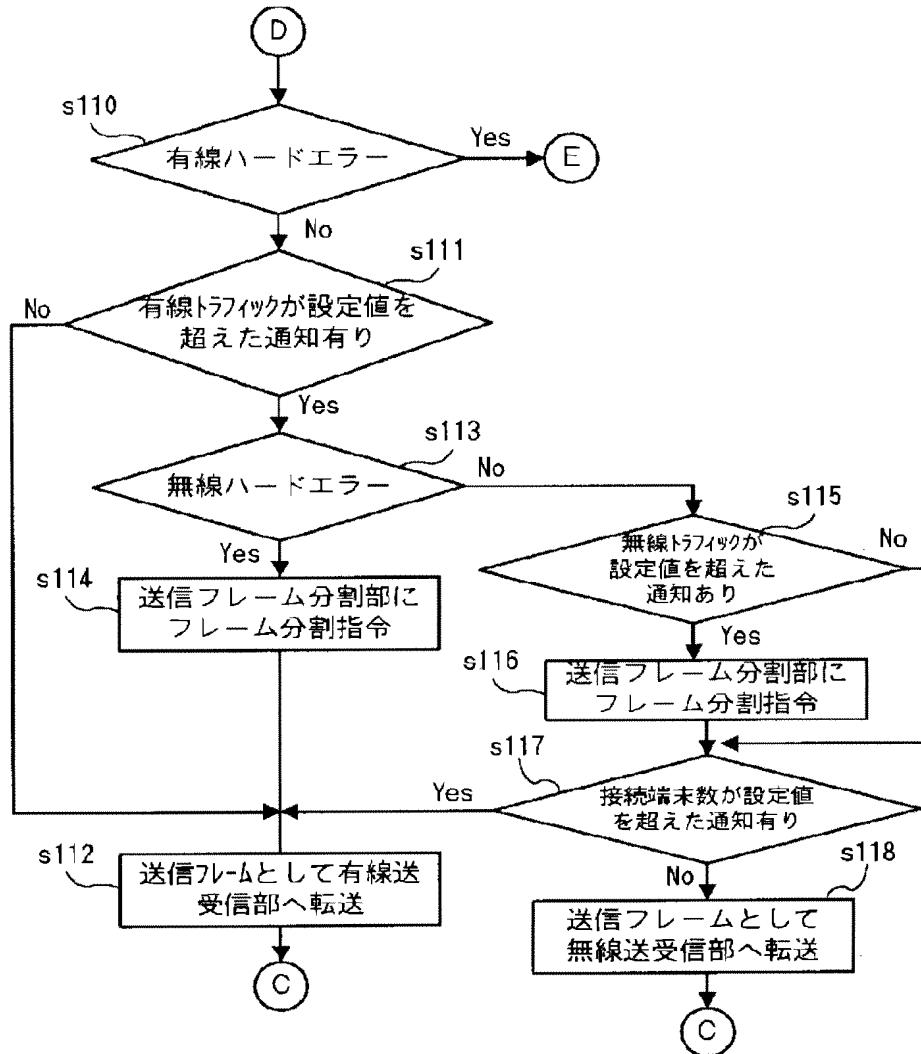 D
s110
有線ハードエラー
Yes
E
No
s111
有線トラフィックが設定値を
超えた通知有り
No
Yes
s113
無線ハードエラー
No
Yes
s114
送信フレーム分割部に
フレーム分割指令
s115
無線トラフィックが
設定値を超えた
通知あり
No
Yes
s116
送信フレーム分割部に
フレーム分割指令
s117
接続端末数が設定値
を超えた通知有り
Yes
No
s112
送信フレームとして有線送
受信部へ転送
C
s118
送信フレームとして
無線送受信部へ転送
C